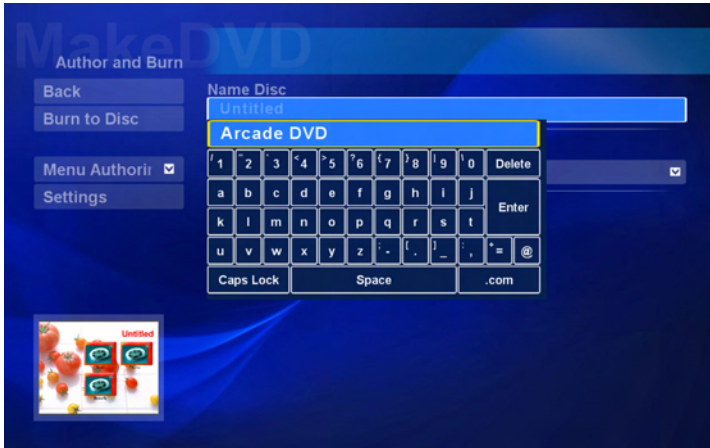 MakeDVD
Author and Burn
Back
Name Disc
Untitled
Burn to Disc
Arcade DVD
1 2 3 <4 >5 ?6 {7 }8 |9 \0 Delete
Menu Authorin
a b c d e f g h i j
Enter
Settings
k l m n o p q r s t
u v w x y z ; - [ . ] _ : , *= @
Caps Lock Space .com
Untitled